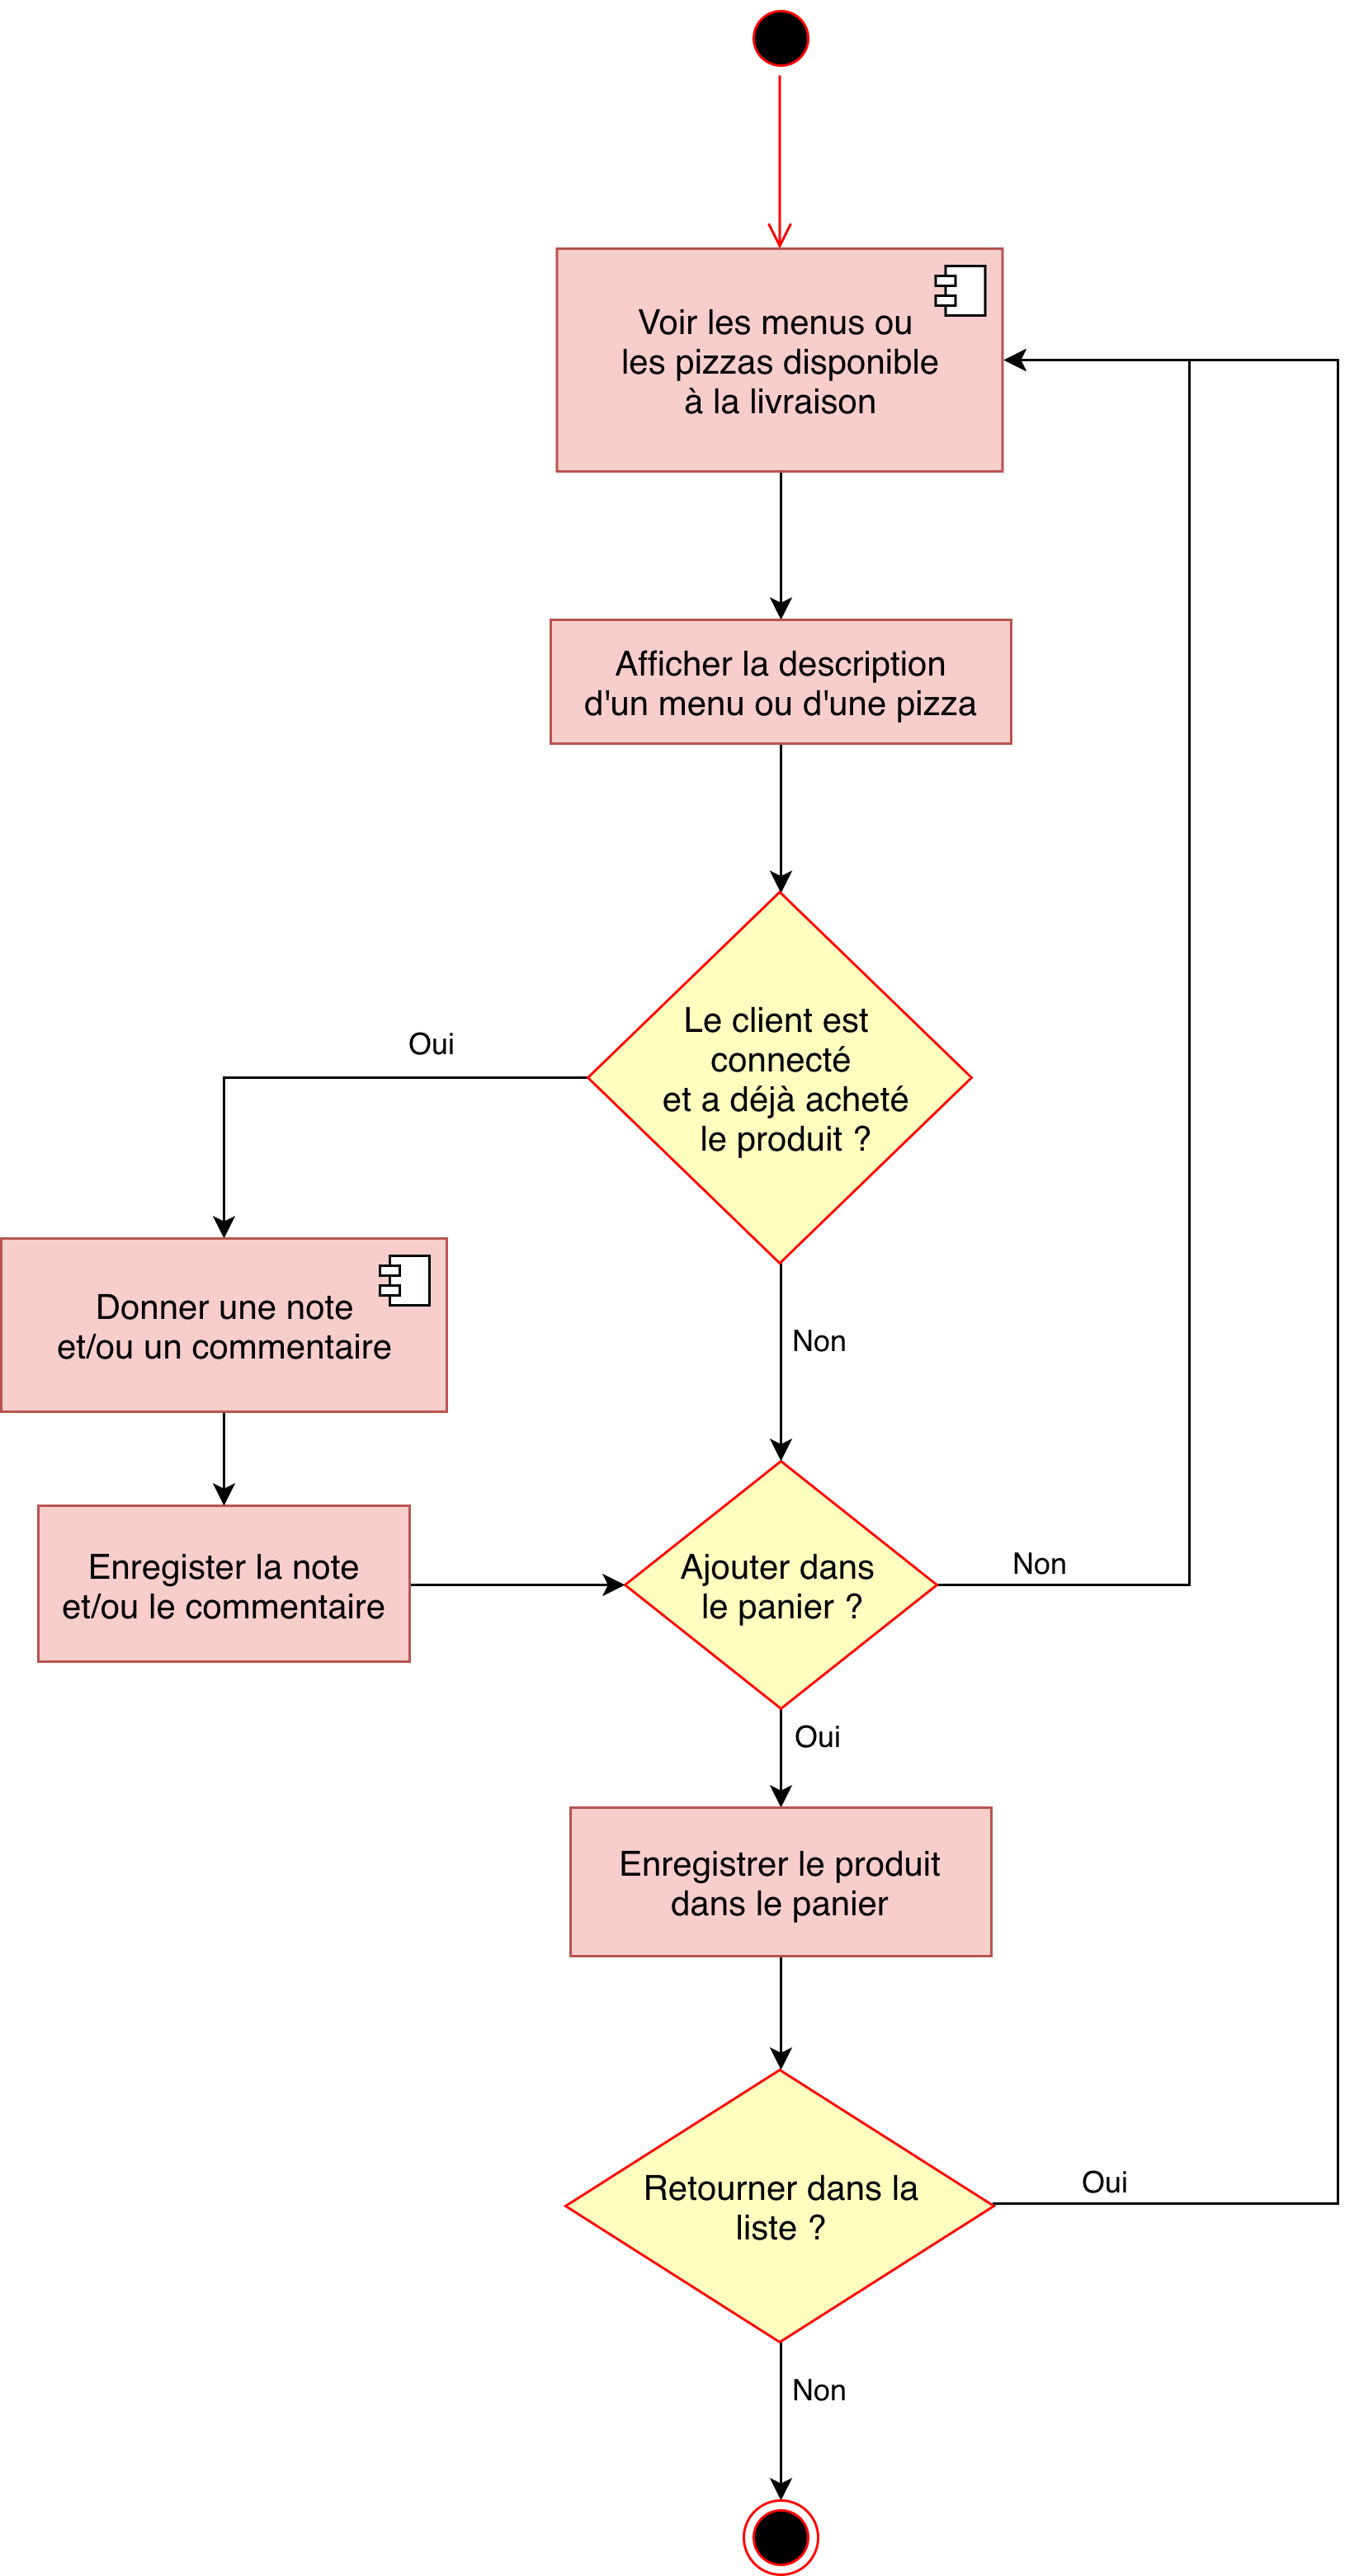 Voir les menus ou
les pizzas disponible
à la livraison
Afficher la description
d'un menu ou d'une pizza
Le client est
connecté
et a déjà acheté
le produit ?
Oui
Non
Donner une note
et/ou un commentaire
Enregister la note
et/ou le commentaire
Ajouter dans
le panier ?
Non
Oui
Enregistrer le produit
dans le panier
Retourner dans la
liste ?
Oui
Non